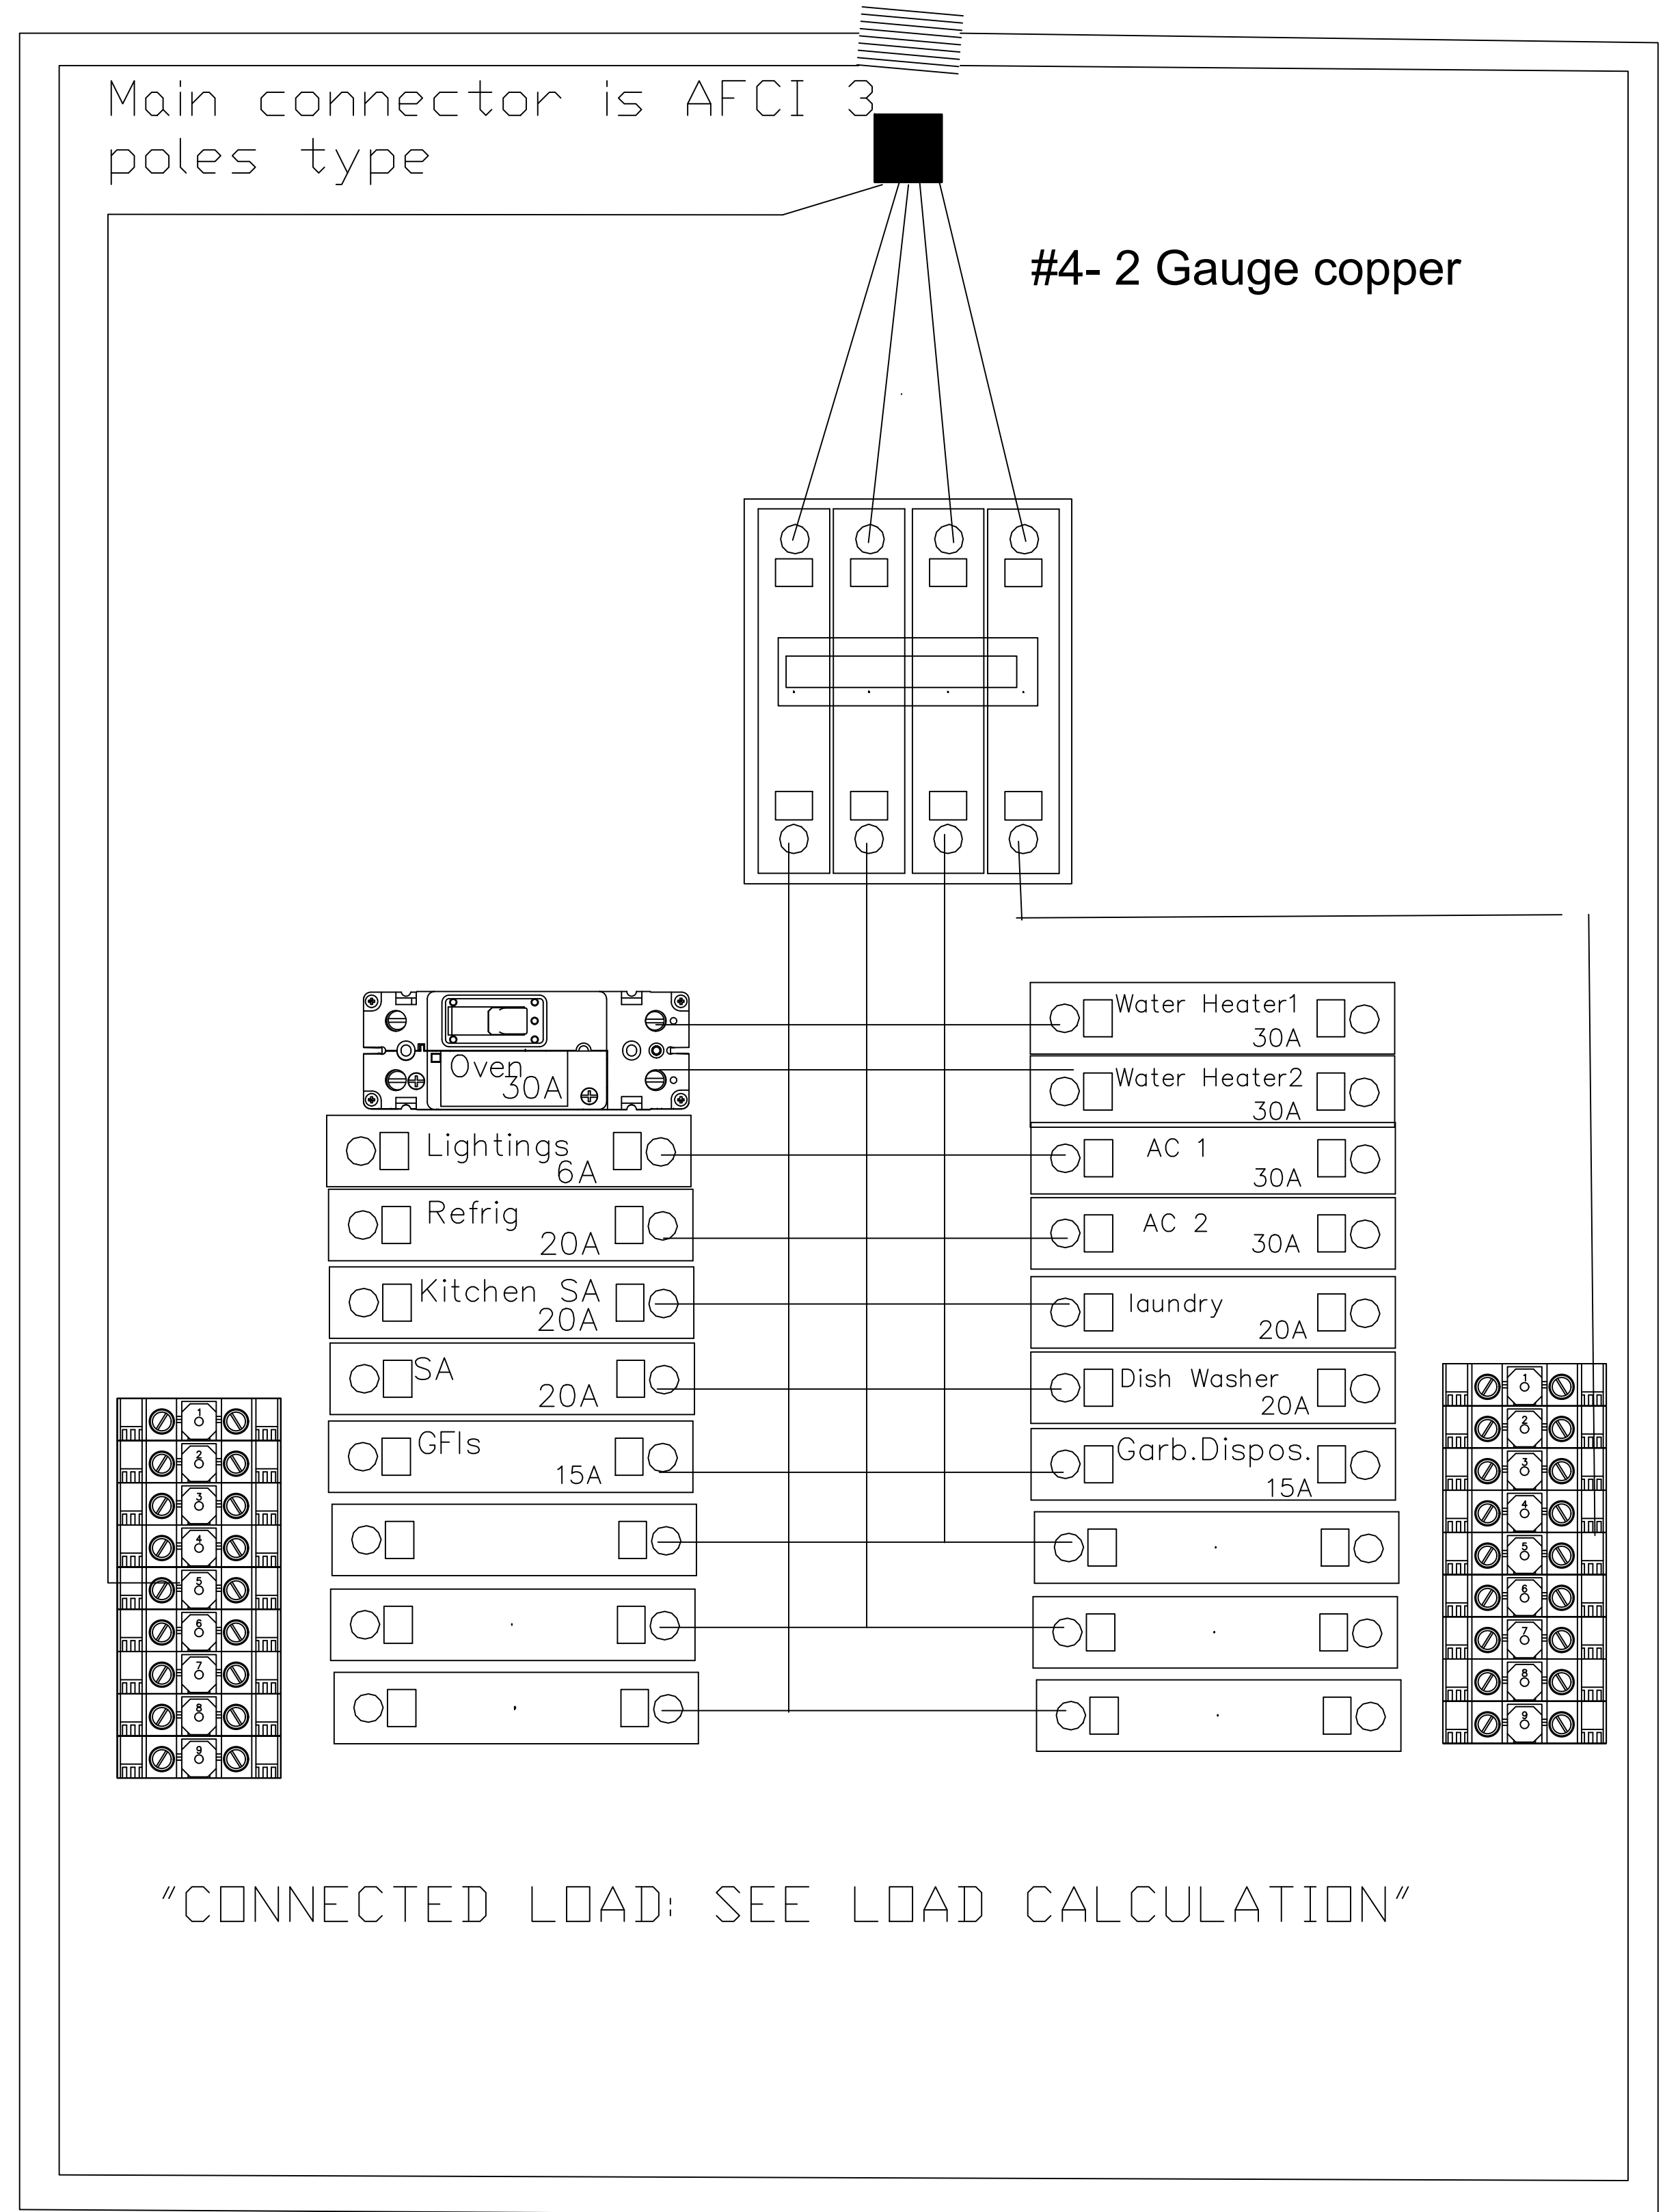 Main connector is AFCI 3
poles type
#4- 2 Gauge copper
Oven
30A
Lightings
6A
Refrig
20A
Kitchen SA
20A
SA
20A
GFIs
15A
Water Heater1
30A
Water Heater2
30A
AC 1
30A
AC 2
30A
laundry
20A
Dish Washer
20A
Garb.Dispos.
15A
1
2
3
4
5
6
7
8
9
1
2
3
4
5
6
7
8
9
"CONNECTED LOAD: SEE LOAD CALCULATION"